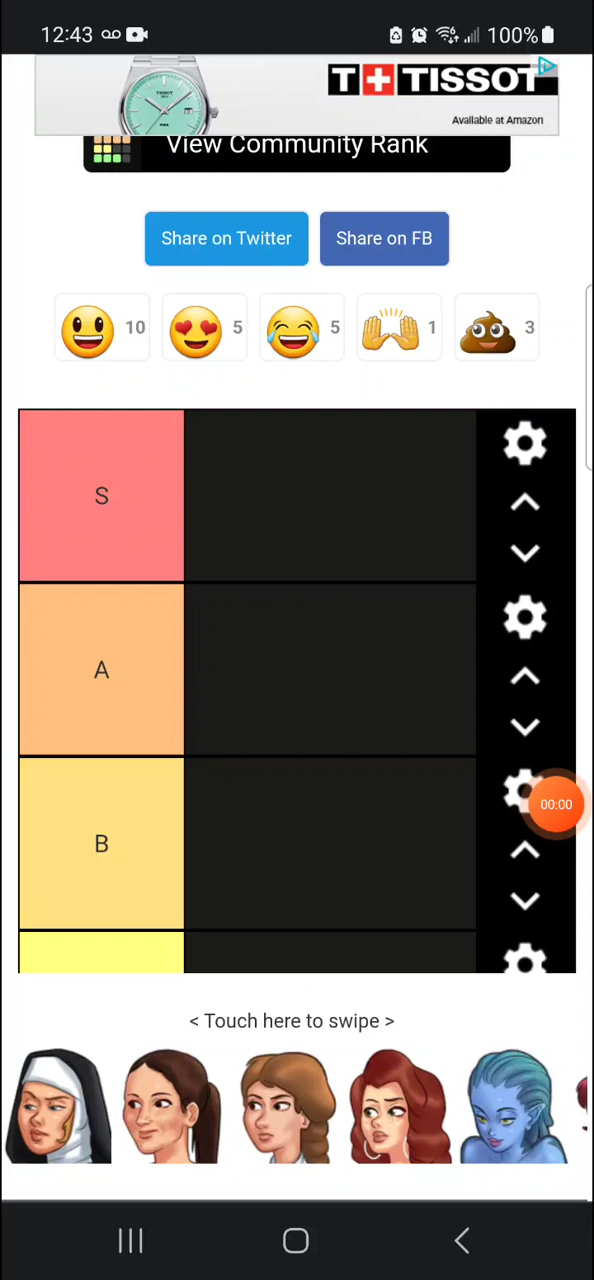 12:43 100%
TISSOT
T+TISSOT
Available at Amazon
View Community Rank
Share on Twitter Share on FB
10 5 5 1 3
S
A
B
00:00
< Touch here to swipe >